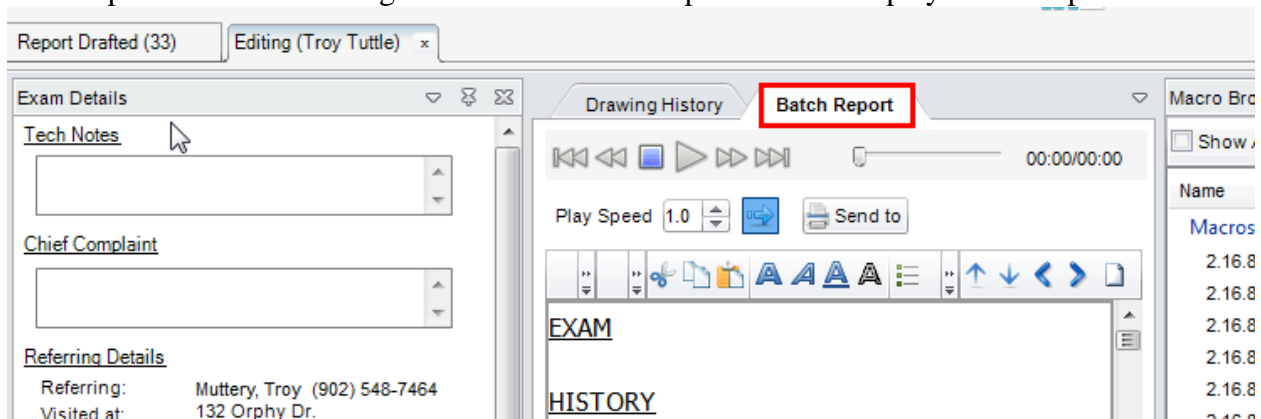 Report Drafted (33)
Editing (Troy Tuttle)
Exam Details
Tech Notes
Chief Complaint
Referring Details
Referring: Muttery, Troy (902) 548-7464
Visited at: 132 Orphy Dr.
Drawing History
Batch Report
00:00/00:00
Play Speed 1.0
Send to
EXAM
HISTORY
Macro Bro
Show
Name
Macros
2.16.8
2.16.8
2.16.8
2.16.8
2.16.8